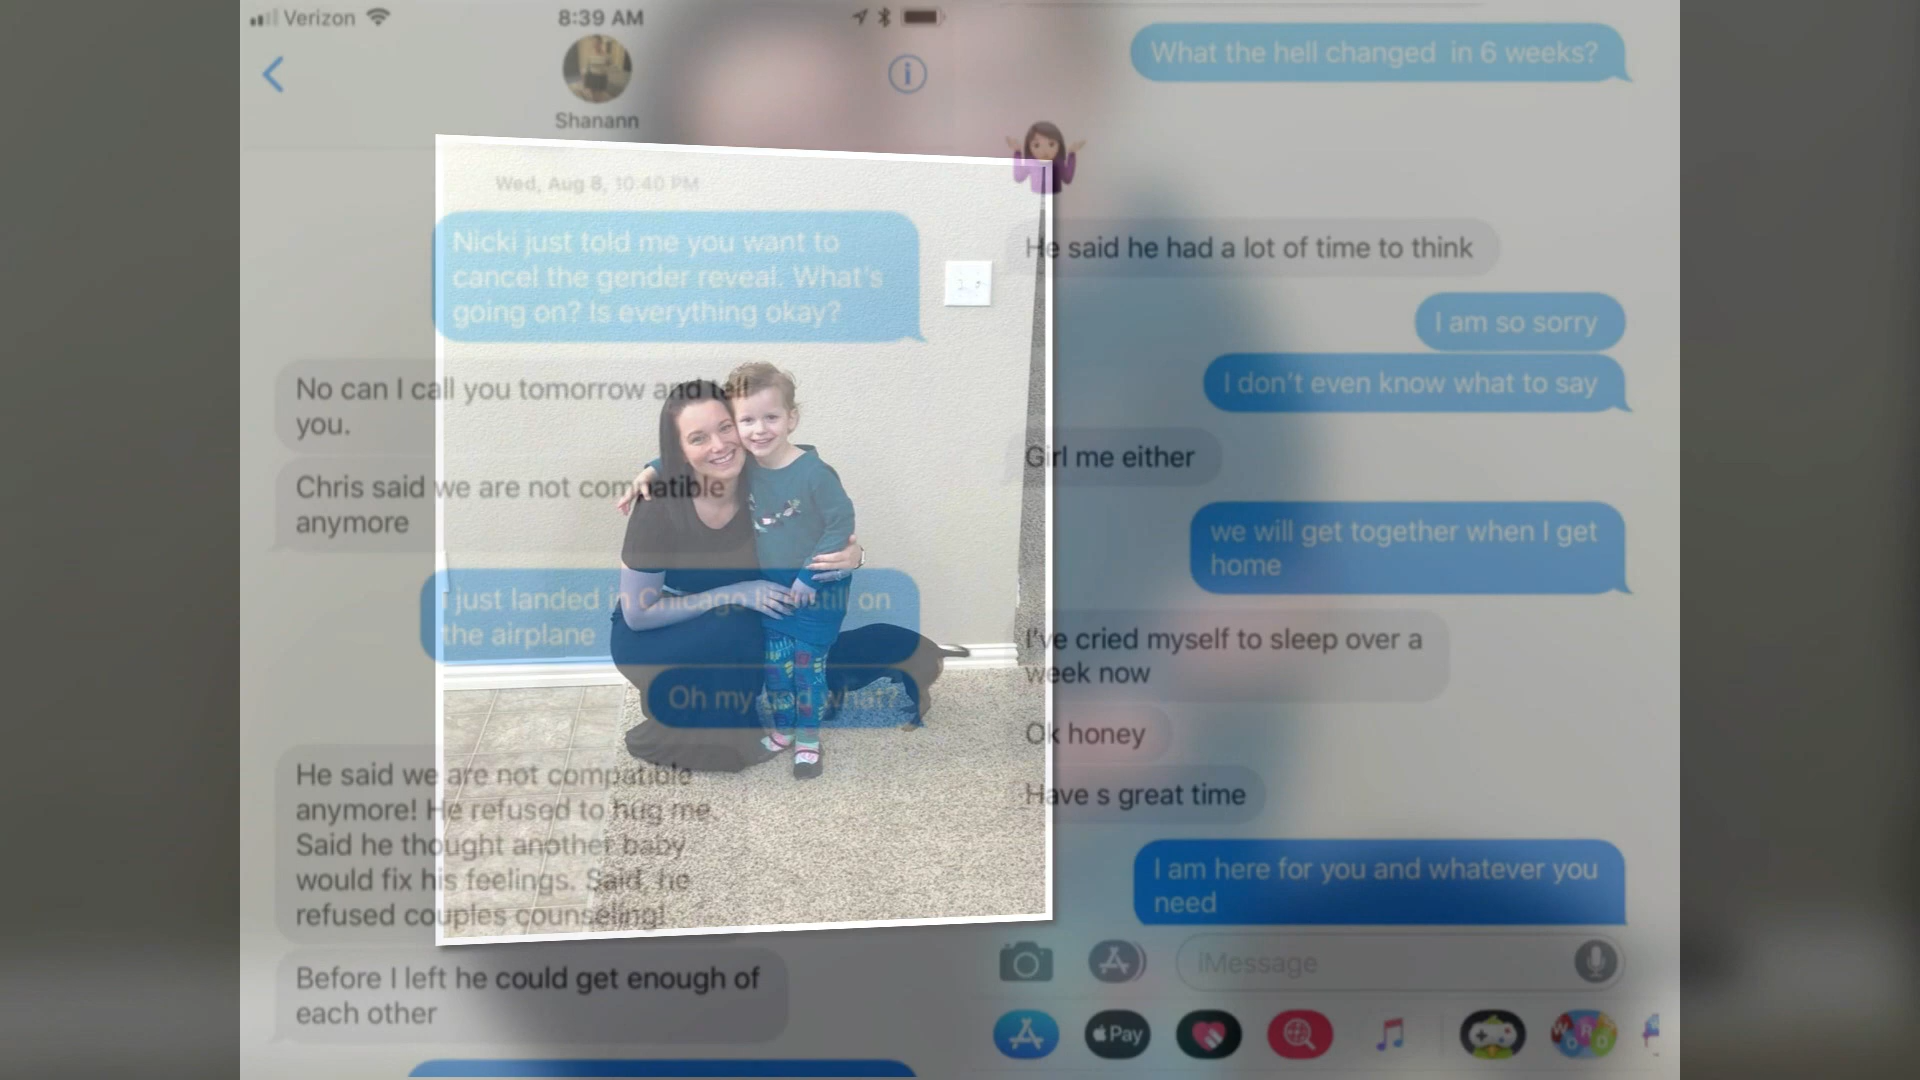 Verizon
8:39 AM
Shanann
Wed, Aug 8, 10:40 PM
Nicki just told me you want to
cancel the gender reveal. What's
going on? Is everything okay?
No can I call you tomorrow and tell
you.
Chris said we are not compatible
anymore
I just landed in Chicago I'm still on
the airplane
Oh my god what?
He said we are not compatible
anymore! He refused to hug me.
Said he thought another baby
would fix his feelings. Said, he
refused couples counseling!
Before I left he could get enough of
each other
What the hell changed in 6 weeks?
He said he had a lot of time to think
I am so sorry
I don't even know what to say
Girl me either
we will get together when I get
home
I've cried myself to sleep over a
week now
Ok honey
Have s great time
I am here for you and whatever you
need
iMessage
Pay